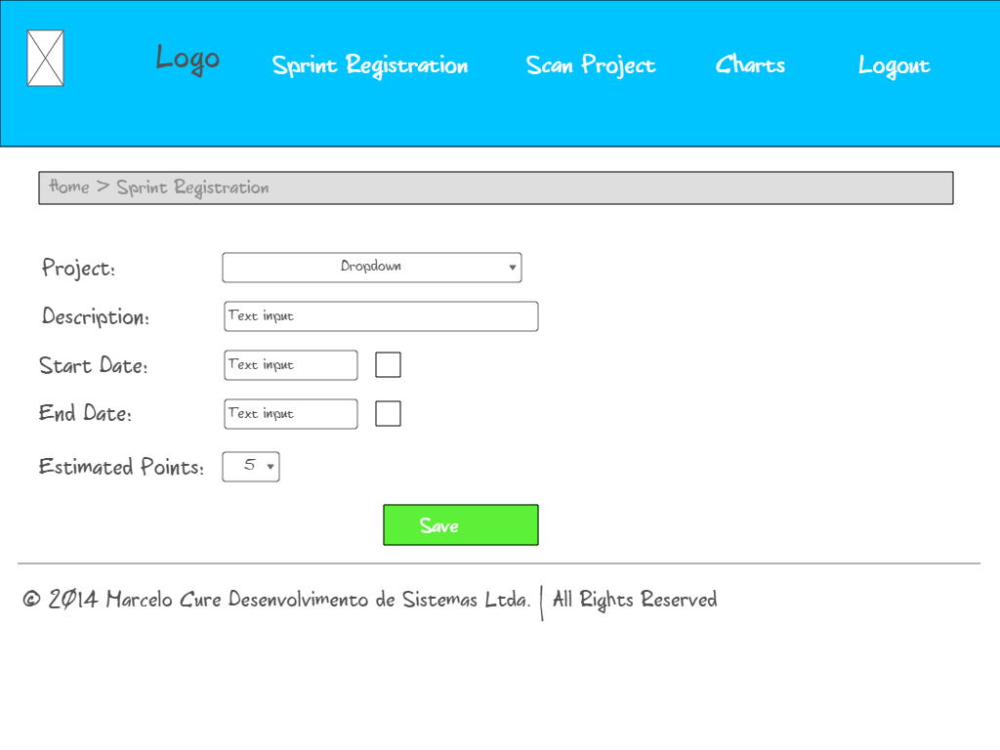 Logo Sprint Registration Scan Project Charts Logout
Home > Sprint Registration
Project: Dropdown
Description: Text input
Start Date: Text input
End Date: Text input
Estimated Points: 5
Save
© 2014 Marcelo Cure Desenvolvimento de Sistemas Ltda. | All Rights Reserved